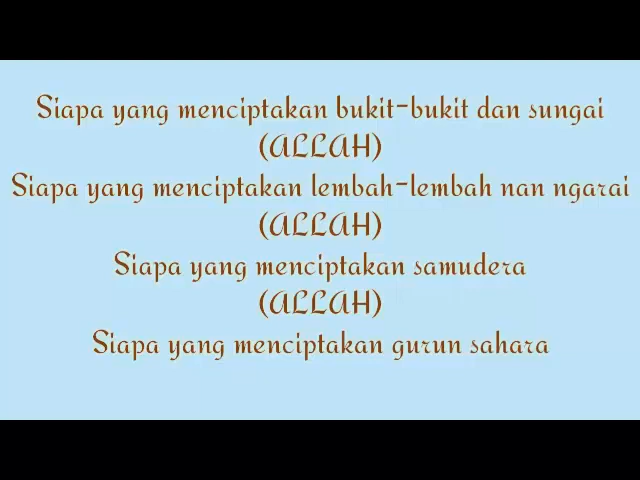 Siapa yang menciptakan bukit-bukit dan sungai
(ALLAH)
Siapa yang menciptakan lembah-lembah nan ngarai
(ALLAH)
Siapa yang menciptakan samudera
(ALLAH)
Siapa yang menciptakan gurun sahara